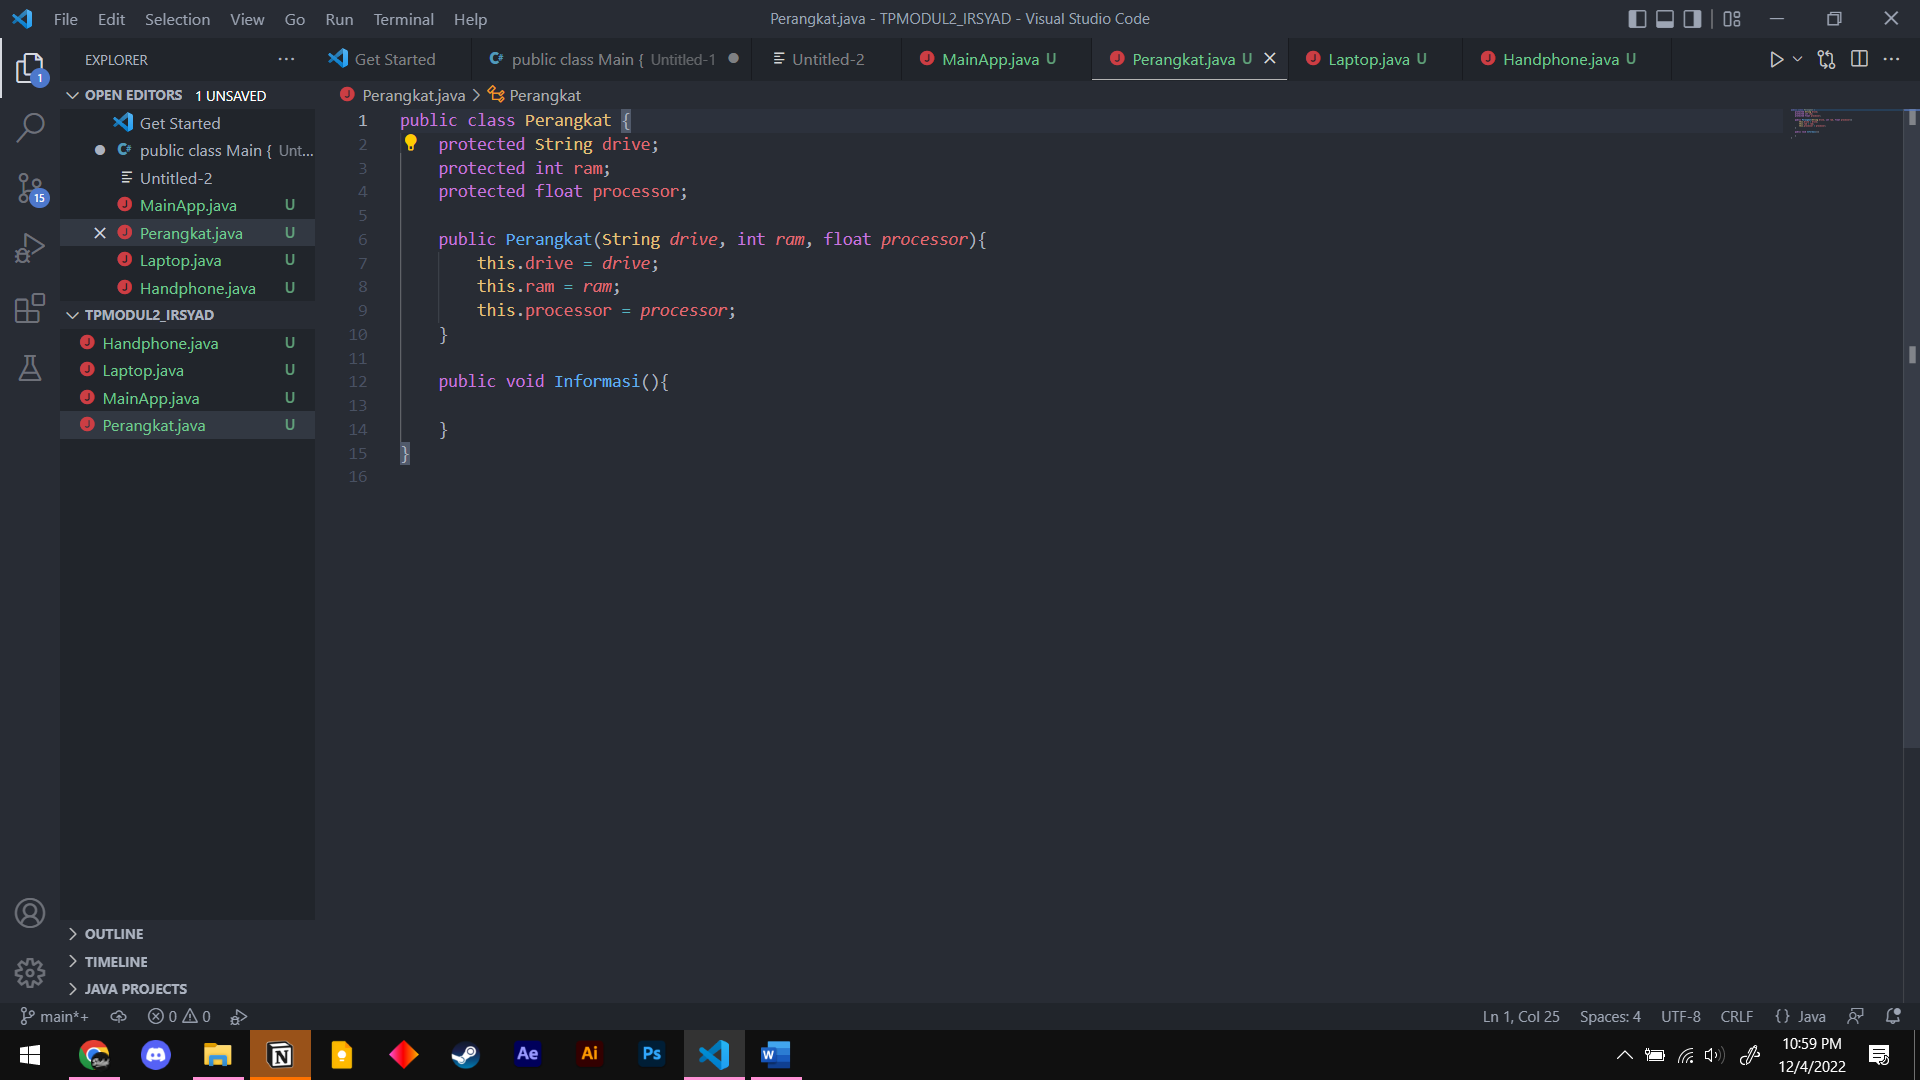 File Edit Selection View Go Run Terminal Help
Perangkat.java - TPMODUL2_IRSYAD - Visual Studio Code
EXPLORER
Get Started
public class Main { Untitled-1
Untitled-2
MainApp.java U
Perangkat.java U
Laptop.java U
Handphone.java U
OPEN EDITORS 1 UNSAVED
Get Started
public class Main { Unt...
Untitled-2
MainApp.java U
Perangkat.java U
Laptop.java U
Handphone.java U
TPMODUL2_IRSYAD
Handphone.java U
Laptop.java U
MainApp.java U
Perangkat.java U
OUTLINE
TIMELINE
JAVA PROJECTS
1
15
Perangkat.java > Perangkat
1 public class Perangkat {
2 protected String drive;
3 protected int ram;
4 protected float processor;
5
6 public Perangkat(String drive, int ram, float processor){
7 this.drive = drive;
8 this.ram = ram;
9 this.processor = processor;
10 }
11
12 public void Informasi(){
13
14 }
15 }
16
main*+ 0 0
Ln 1, Col 25 Spaces: 4 UTF-8 CRLF {} Java
Ae Ai Ps
10:59 PM
12/4/2022